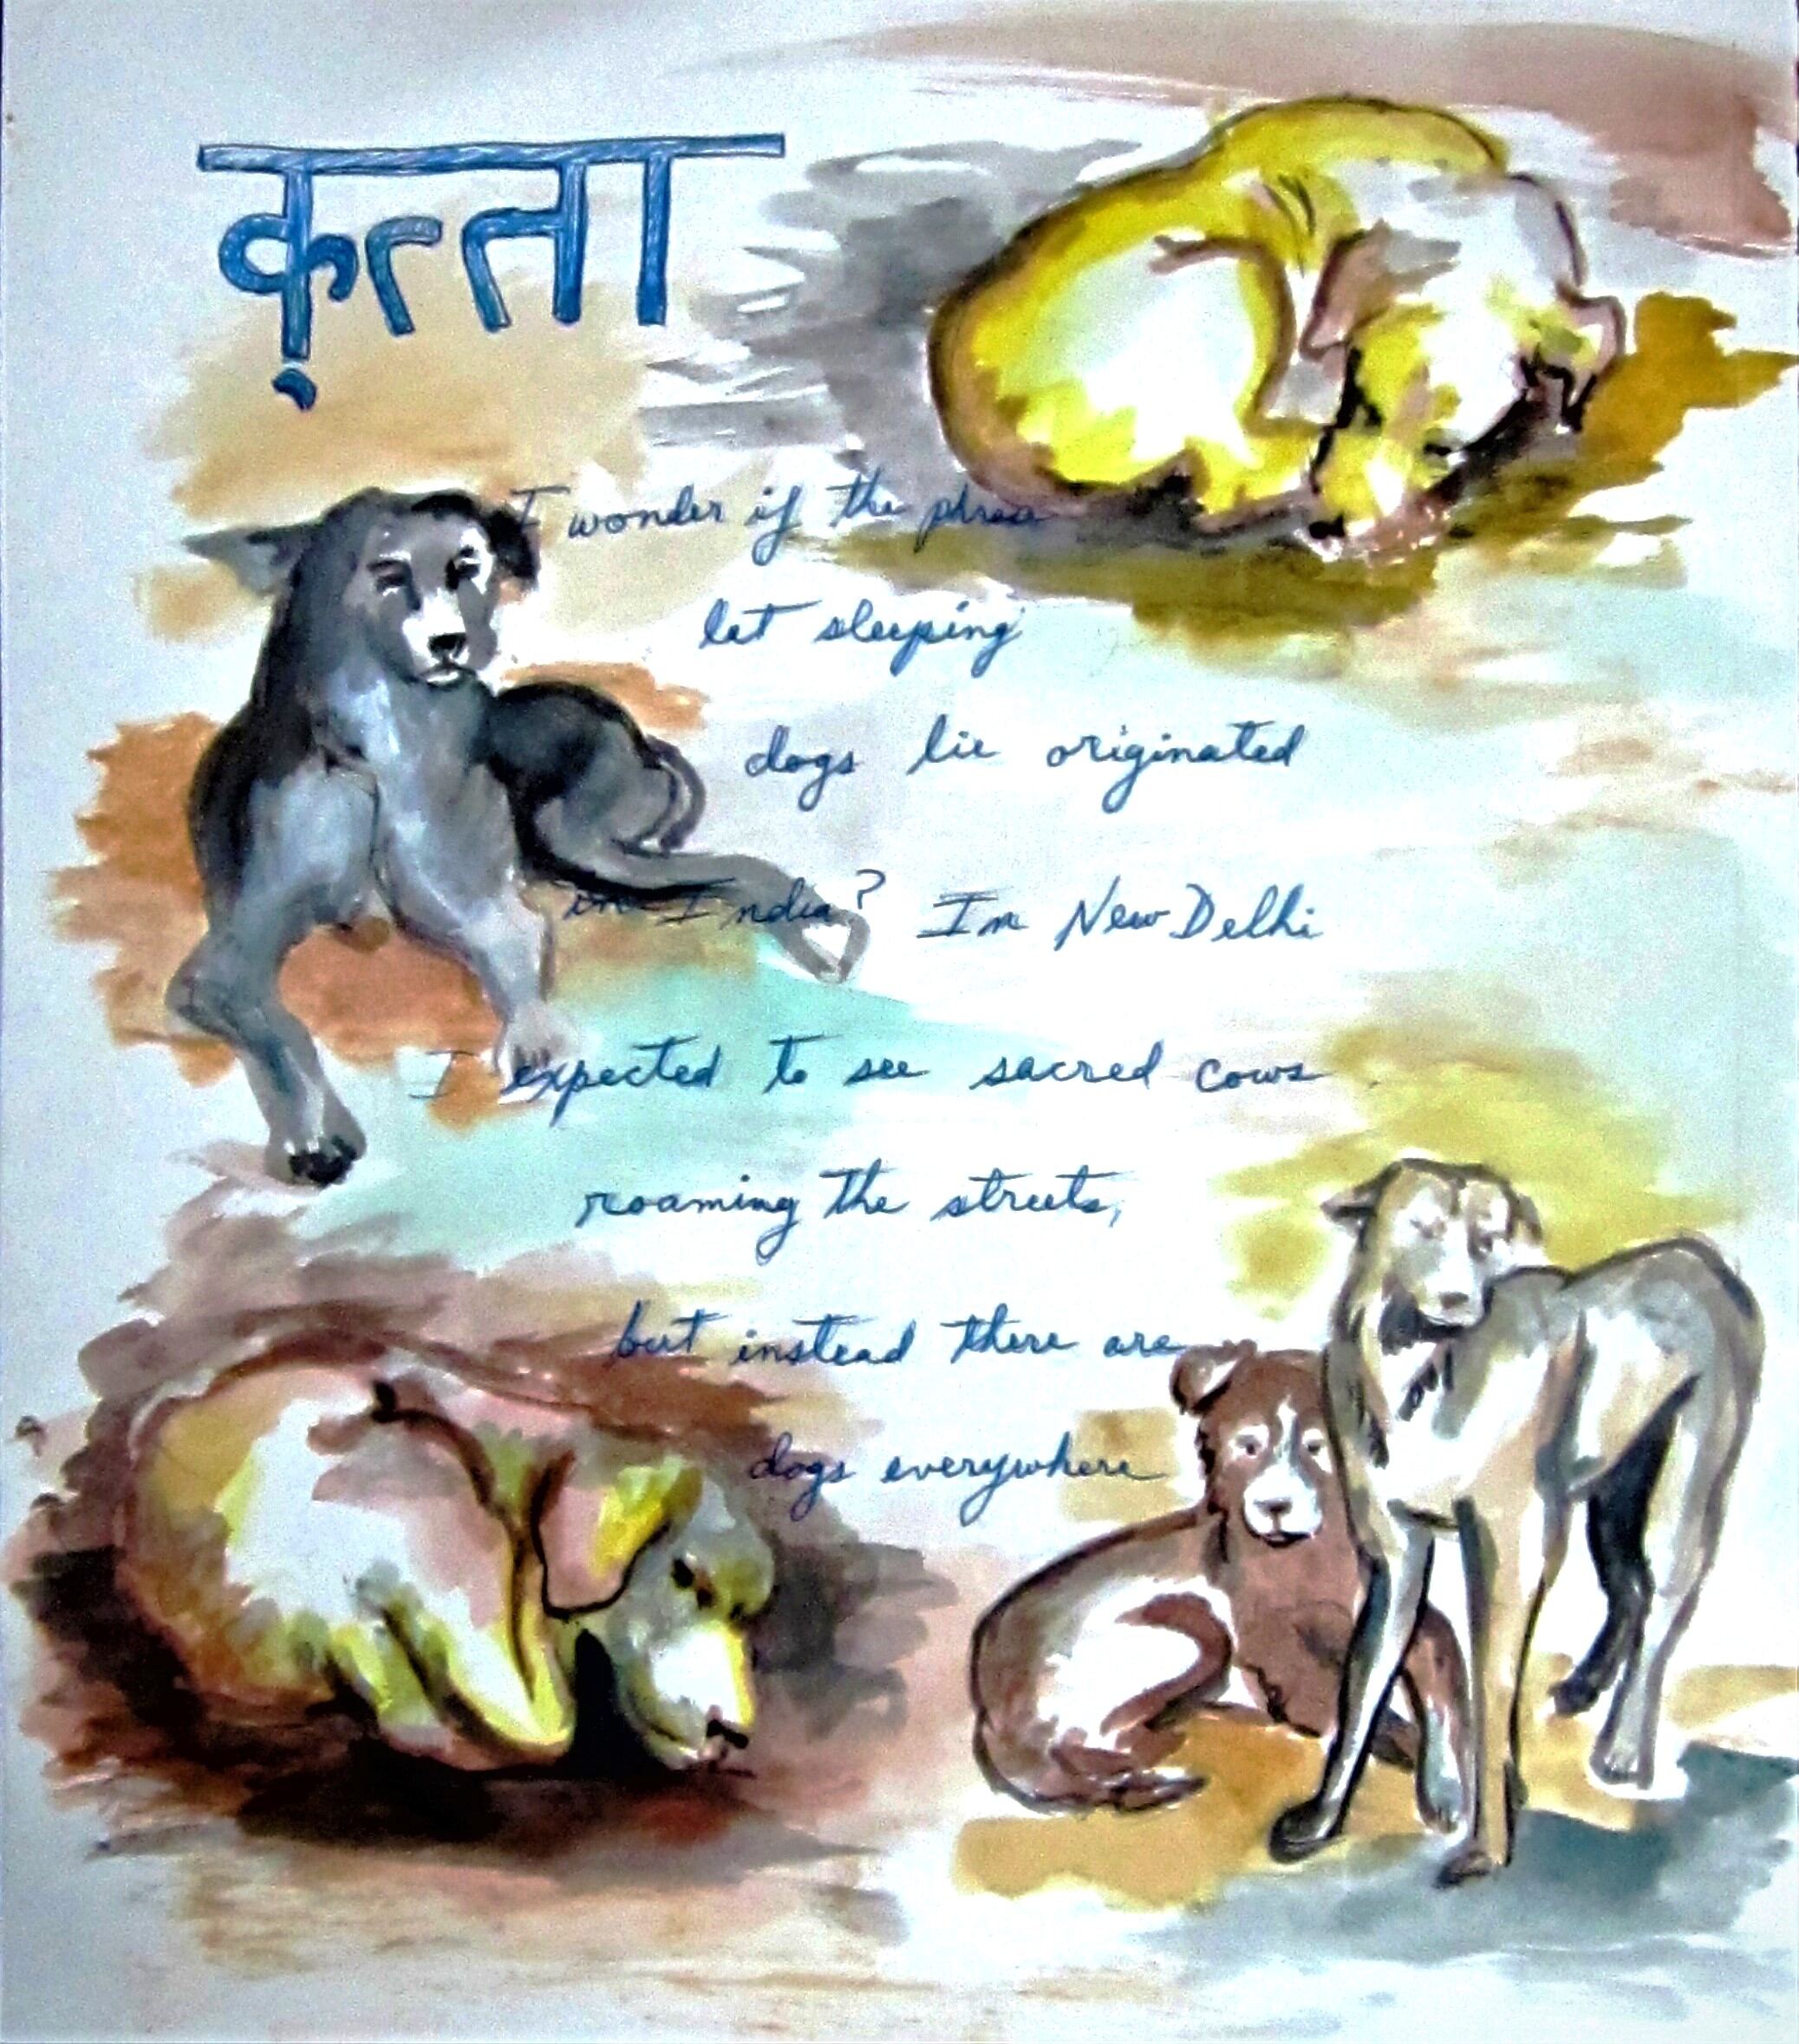 कुत्ता
I wonder if the phrase
let sleeping
dogs lie originated
in India? In New Delhi
I expected to see sacred cows
roaming the streets,
but instead there are
dogs everywhere